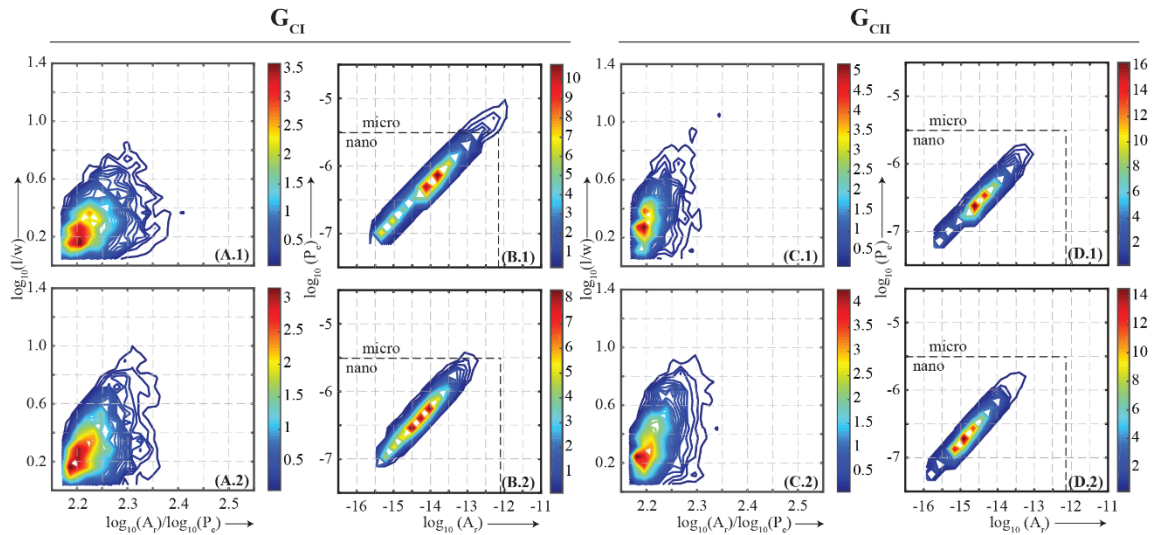 G_CI G_CII
1.4 1.0 0.6 0.2
log10(l/w)
(A.1)
3.5 3 2.5 2 1.5 1 0.5
log10(Pe)
-5 -6 -7
micro
nano
(B.1)
10 9 8 7 6 5 4 3 2 1
1.4 1.0 0.6 0.2
log10(l/w)
(C.1)
5 4.5 4 3.5 3 2.5 2 1.5 1 0.5
log10(Pe)
-5 -6 -7
micro
nano
(D.1)
16 14 12 10 8 6 4 2
1.4 1.0 0.6 0.2
(A.2)
3 2.5 2 1.5 1 0.5 0
-5 -6 -7
micro
nano
(B.2)
8 7 6 5 4 3 2 1
1.4 1.0 0.6 0.2
(C.2)
4 3.5 3 2.5 2 1.5 1 0.5
-5 -6 -7
micro
nano
(D.2)
14 12 10 8 6 4 2
2.2 2.3 2.4 2.5
log10(Ar)/log10(Pe)
-15 -14 -13 -12 -11
log10(Ar)
2.2 2.3 2.4 2.5
log10(Ar)/log10(Pe)
-15 -14 -13 -12 -11
log10(Ar)